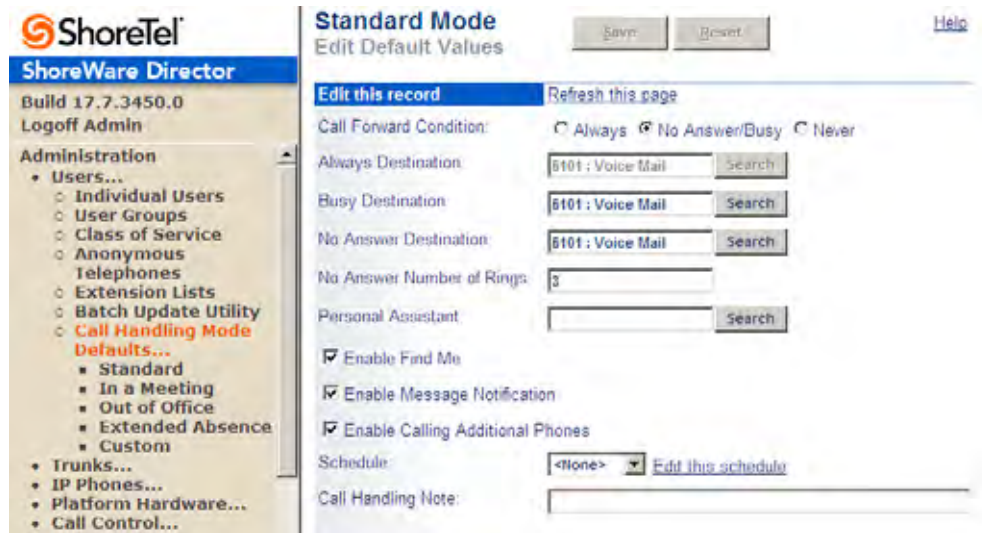 ShoreTel
ShoreWare Director
Build 17.7.3450.0
Logoff Admin
Administration
• Users...
Individual Users
User Groups
Class of Service
Anonymous
Telephones
Extension Lists
Batch Update Utility
Call Handling Mode
Defaults...
▪ Standard
▪ In a Meeting
▪ Out of Office
▪ Extended Absence
▪ Custom
• Trunks...
• IP Phones...
• Platform Hardware...
• Call Control...
Standard Mode
Edit Default Values
Save Reset
Help
Edit this record Refresh this page
Call Forward Condition: Always No Answer/Busy Never
Always Destination 6101 : Voice Mail Search
Busy Destination 6101 : Voice Mail Search
No Answer Destination 6101 : Voice Mail Search
No Answer Number of Rings 3
Personal Assistant Search
Enable Find Me
Enable Message Notification
Enable Calling Additional Phones
Schedule: <None> Edit this schedule
Call Handling Note: